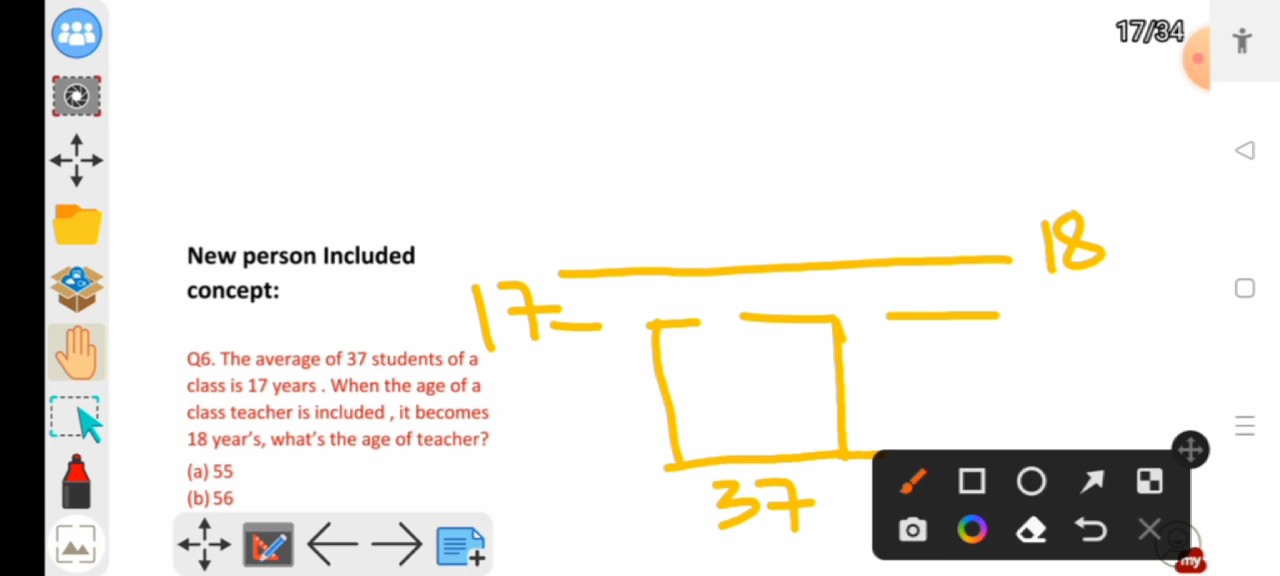 17/34
New person Included
concept:
18
17
Q6. The average of 37 students of a
class is 17 years . When the age of a
class teacher is included , it becomes
18 year's, what's the age of teacher?
(a) 55
(b) 56
37
my